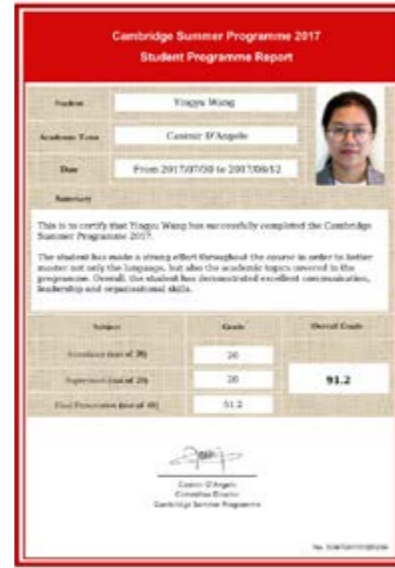 Cambridge Summer Programme 2017
Student Programme Report
Student
Yingyu Wang
Academic Tutor
Casimir D'Angelo
Date
From 2017/07/30 to 2017/08/12
Summary
This is to certify that Yingyu Wang has successfully completed the Cambridge
Summer Programme 2017.
The student has made a strong effort throughout the course in order to better
master not only the language, but also the academic topics covered in the
programme. Overall, the student has demonstrated excellent communication,
leadership and organisational skills.
Subject
Grade
Overall Grade
(out of
20
Supervision (out of 20)
20
91.2
Final Presentation (out of
51.2
Casimir D'Angelo
Committee Director
Cambridge Summer Programme
No.